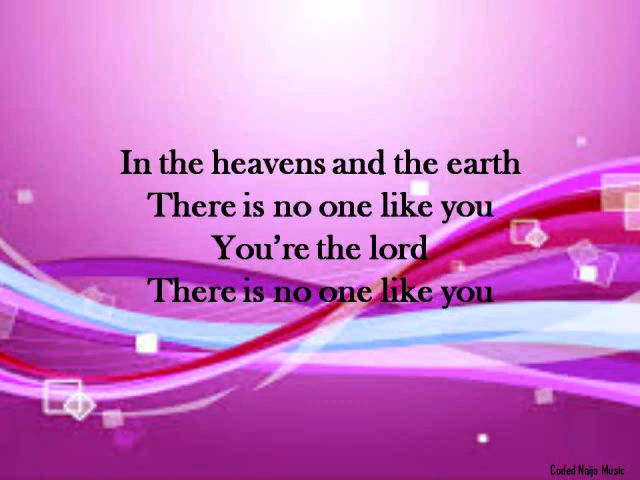 In the heavens and the earth
There is no one like you
You’re the lord
There is no one like you
Coded Naija Music